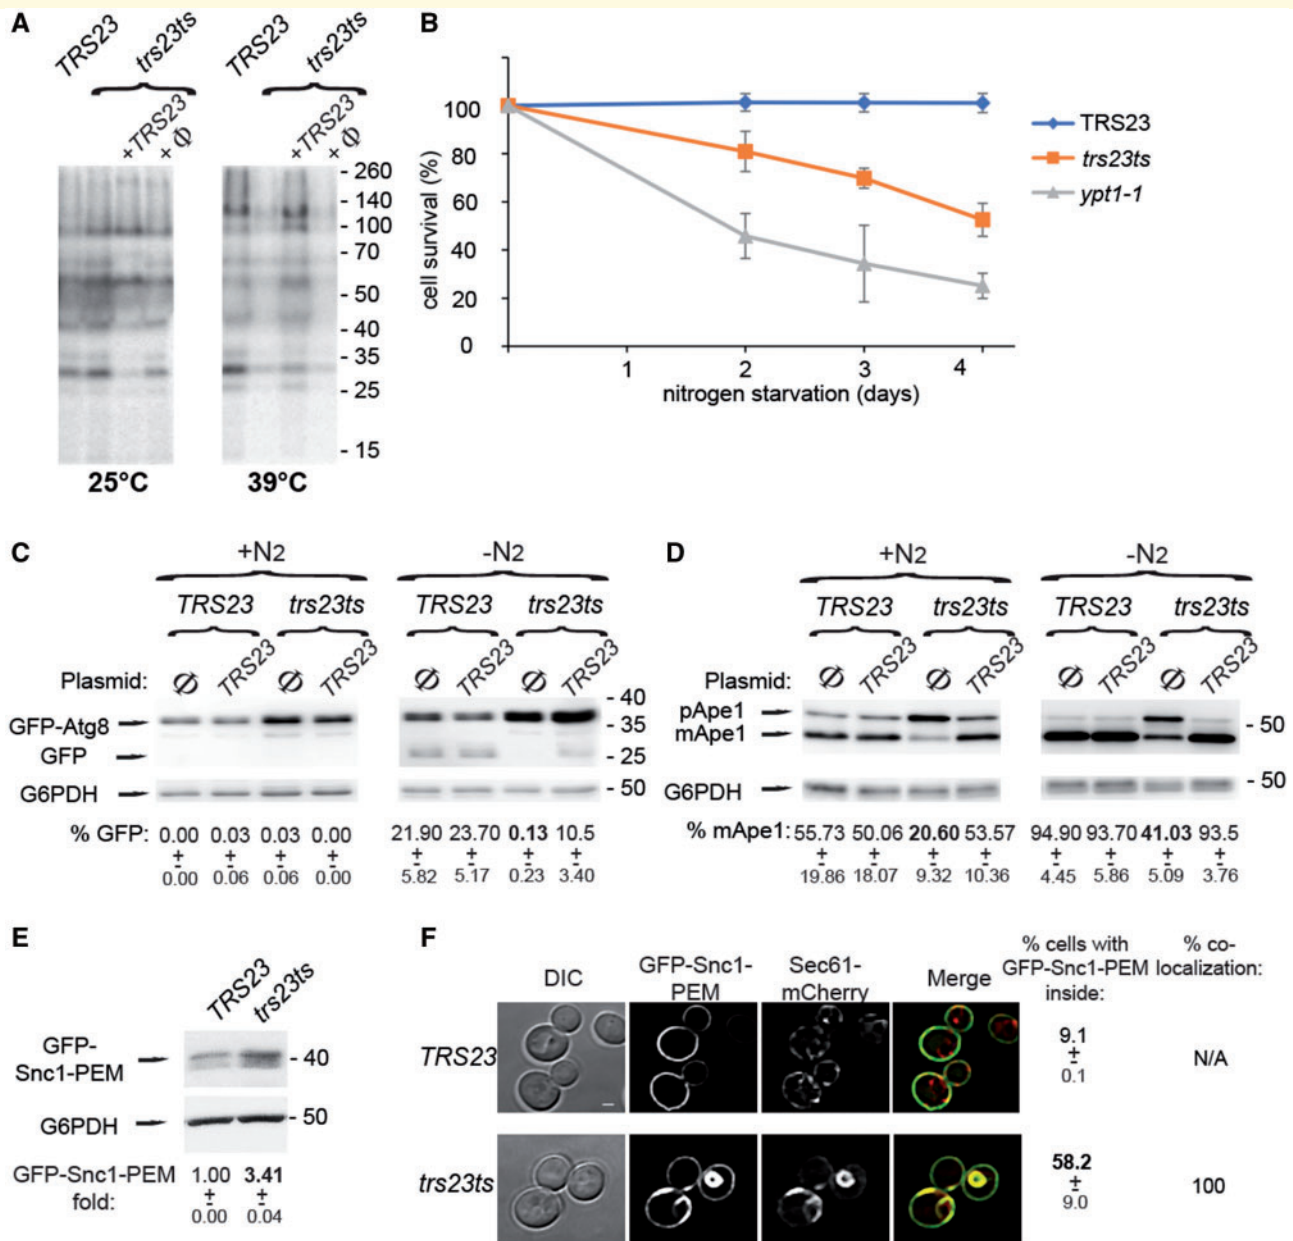 A
TRS23
trs23ts
+TRS23
+ Φ
TRS23
trs23ts
+TRS23
+ Φ
- 260
- 140
- 100
- 70
- 50
- 40
- 35
- 25
- 15
25°C
39°C
B
cell survival (%)
100
80
60
40
20
0
1
2
3
4
nitrogen starvation (days)
TRS23
trs23ts
ypt1-1
C
+N2
-N2
TRS23
trs23ts
TRS23
trs23ts
Plasmid:
Φ
TRS23
Φ
TRS23
Φ
TRS23
Φ
TRS23
GFP-Atg8
GFP
G6PDH
- 40
- 35
- 25
- 50
% GFP: 0.00 0.03 0.03 0.00 21.90 23.70 0.13 10.5
± ± ± ± ± ± ± ±
0.00 0.06 0.06 0.00 5.82 5.17 0.23 3.40
D
+N2
-N2
TRS23
trs23ts
TRS23
trs23ts
Plasmid:
Φ
TRS23
Φ
TRS23
Φ
TRS23
Φ
TRS23
pApe1
mApe1
G6PDH
- 50
- 50
% mApe1: 55.73 50.06 20.60 53.57 94.90 93.70 41.03 93.5
± ± ± ± ± ± ± ±
19.86 18.07 9.32 10.36 4.45 5.86 5.09 3.76
E
TRS23
trs23ts
GFP-
Snc1-PEM
- 40
G6PDH
- 50
GFP-Snc1-PEM 1.00 3.41
fold: ± ±
0.00 0.04
F
DIC
GFP-Snc1-
PEM
Sec61-
mCherry
Merge
% cells with
GFP-Snc1-PEM
inside:
% co-
localization:
TRS23
9.1
±
0.1
N/A
trs23ts
58.2
±
9.0
100